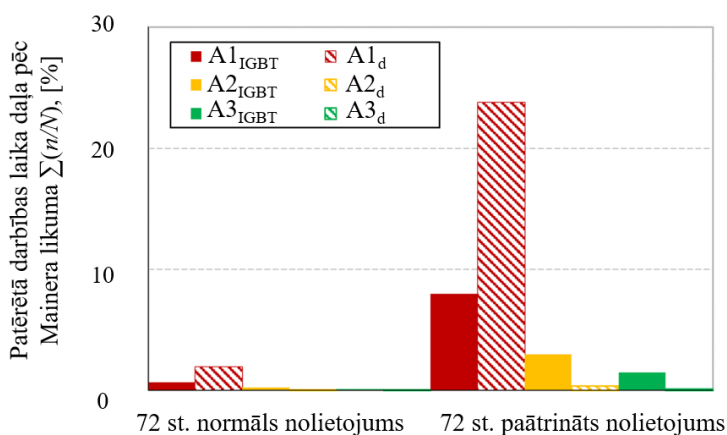 Patērētā darbības laika daļa pēc
Mainera likuma ∑(n/N), [%]
30
20
10
0
A1IGBT A1d
A2IGBT A2d
A3IGBT A3d
72 st. normāls nolietojums 72 st. paātrināts nolietojums